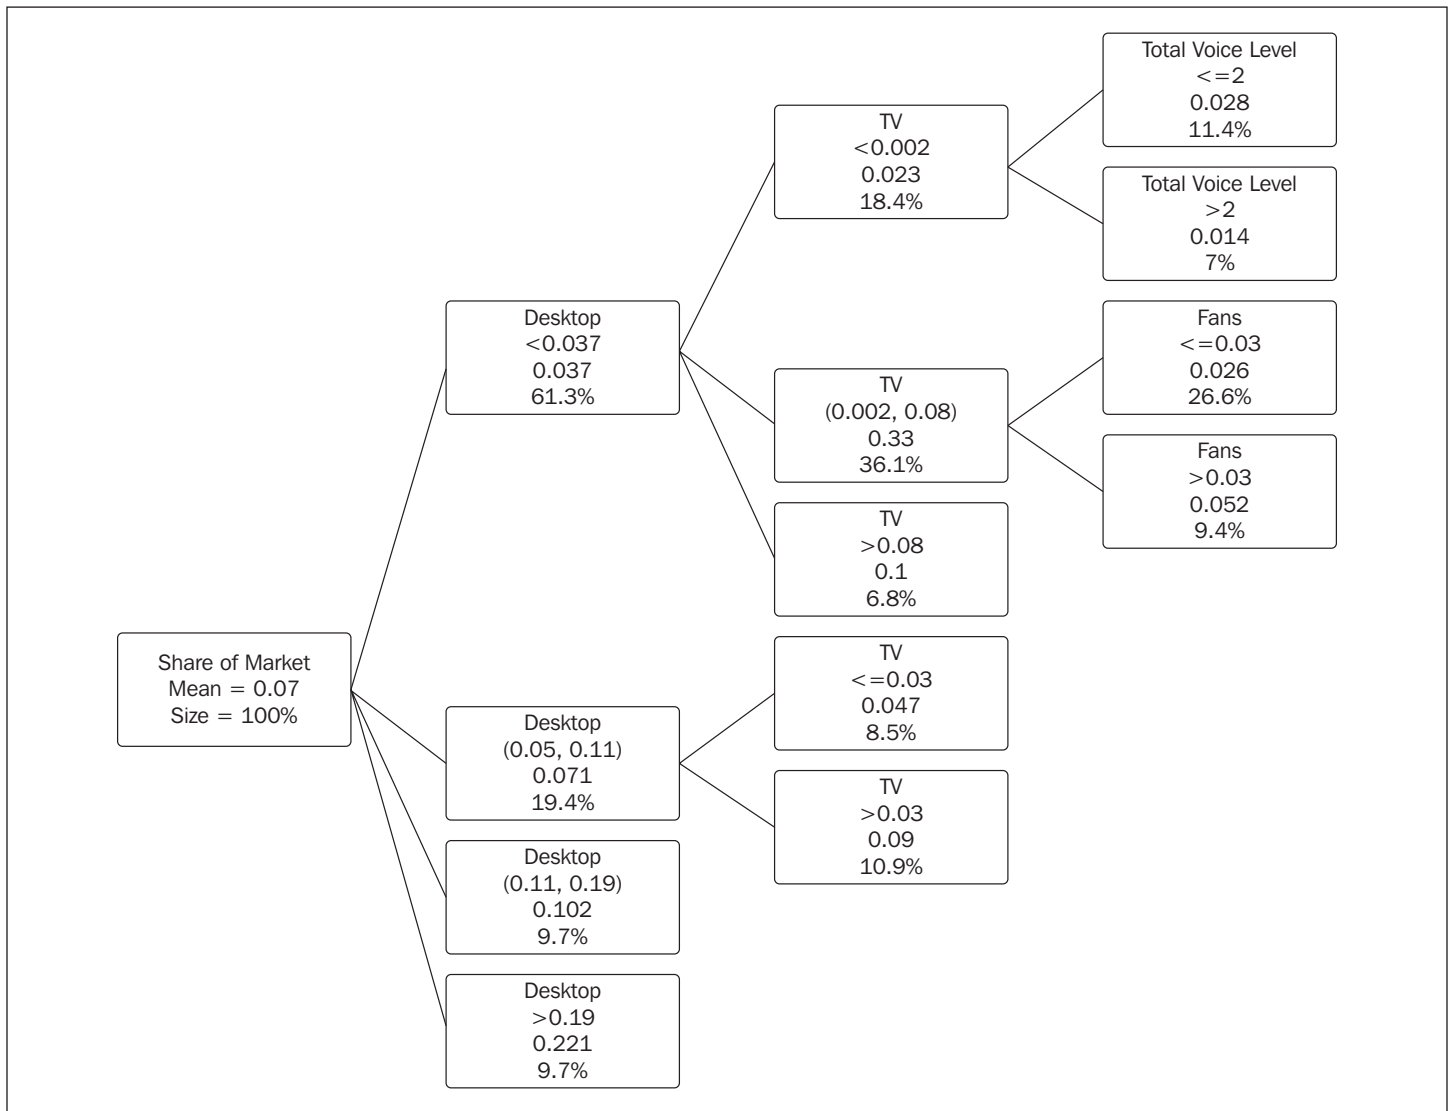 Share of Market
Mean = 0.07
Size = 100%
Desktop
<0.037
0.037
61.3%
Desktop
(0.05, 0.11)
0.071
19.4%
Desktop
(0.11, 0.19)
0.102
9.7%
Desktop
>0.19
0.221
9.7%
TV
<0.002
0.023
18.4%
TV
(0.002, 0.08)
0.33
36.1%
TV
>0.08
0.1
6.8%
TV
<=0.03
0.047
8.5%
TV
>0.03
0.09
10.9%
Total Voice Level
<=2
0.028
11.4%
Total Voice Level
>2
0.014
7%
Fans
<=0.03
0.026
26.6%
Fans
>0.03
0.052
9.4%